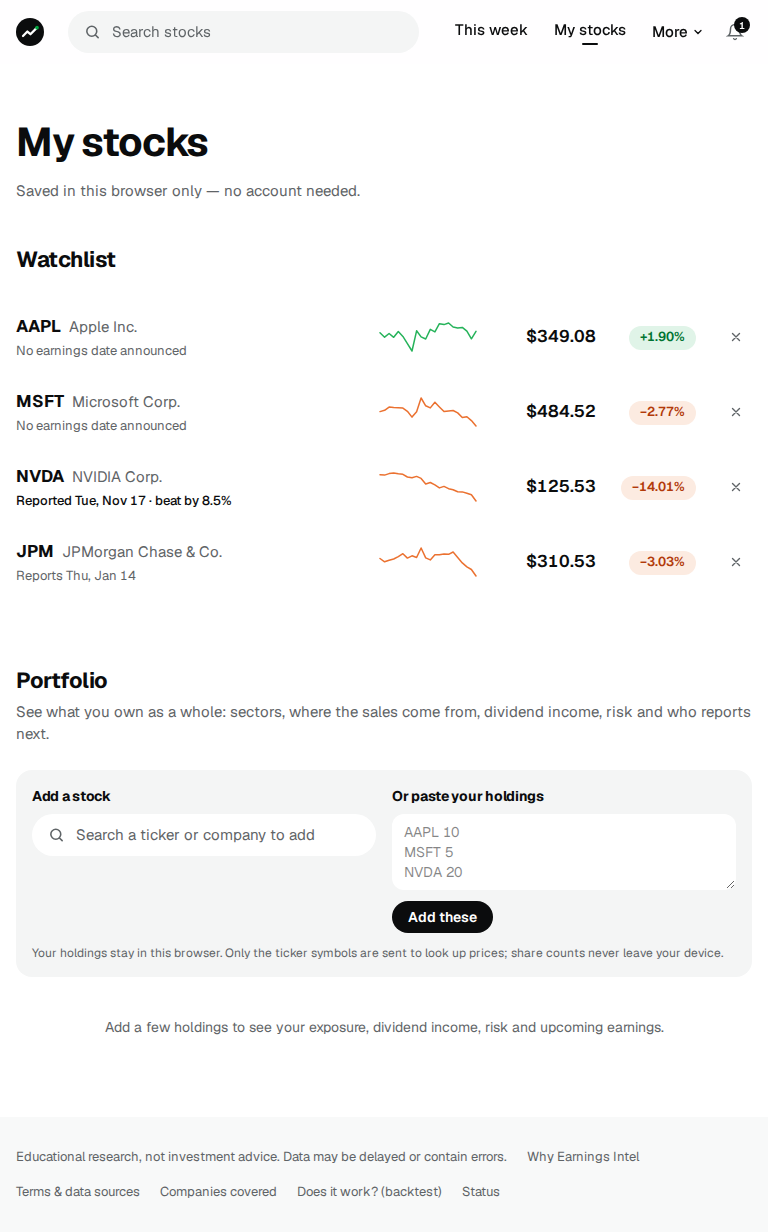 Search stocks
This week
My stocks
More
1
My stocks
Saved in this browser only — no account needed.
Watchlist
AAPL Apple Inc.
No earnings date announced
$349.08
+1.90%
MSFT Microsoft Corp.
No earnings date announced
$484.52
−2.77%
NVDA NVIDIA Corp.
Reported Tue, Nov 17 · beat by 8.5%
$125.53
−14.01%
JPM JPMorgan Chase & Co.
Reports Thu, Jan 14
$310.53
−3.03%
Portfolio
See what you own as a whole: sectors, where the sales come from, dividend income, risk and who reports
next.
Add a stock
Search a ticker or company to add
Or paste your holdings
AAPL 10
MSFT 5
NVDA 20
Add these
Your holdings stay in this browser. Only the ticker symbols are sent to look up prices; share counts never leave your device.
Add a few holdings to see your exposure, dividend income, risk and upcoming earnings.
Educational research, not investment advice. Data may be delayed or contain errors.
Why Earnings Intel
Terms & data sources
Companies covered
Does it work? (backtest)
Status